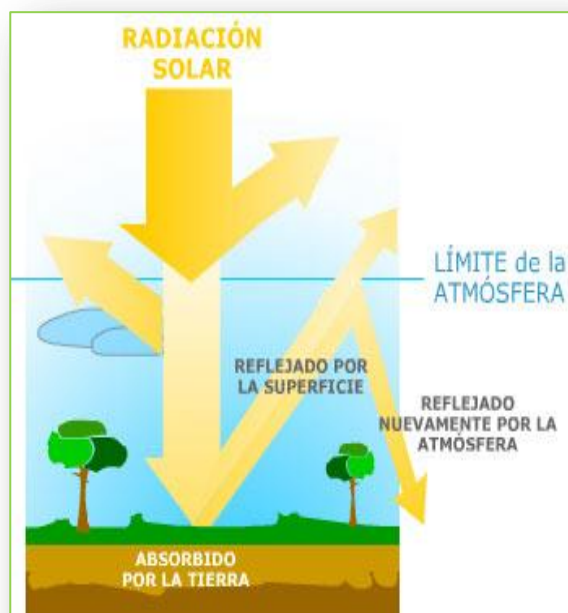 RADIACIÓN
SOLAR
LÍMITE de la
ATMÓSFERA
REFLEJADO POR
LA SUPERFICIE
REFLEJADO
NUEVAMENTE POR LA
ATMÓSFERA
ABSORBIDO
POR LA TIERRA